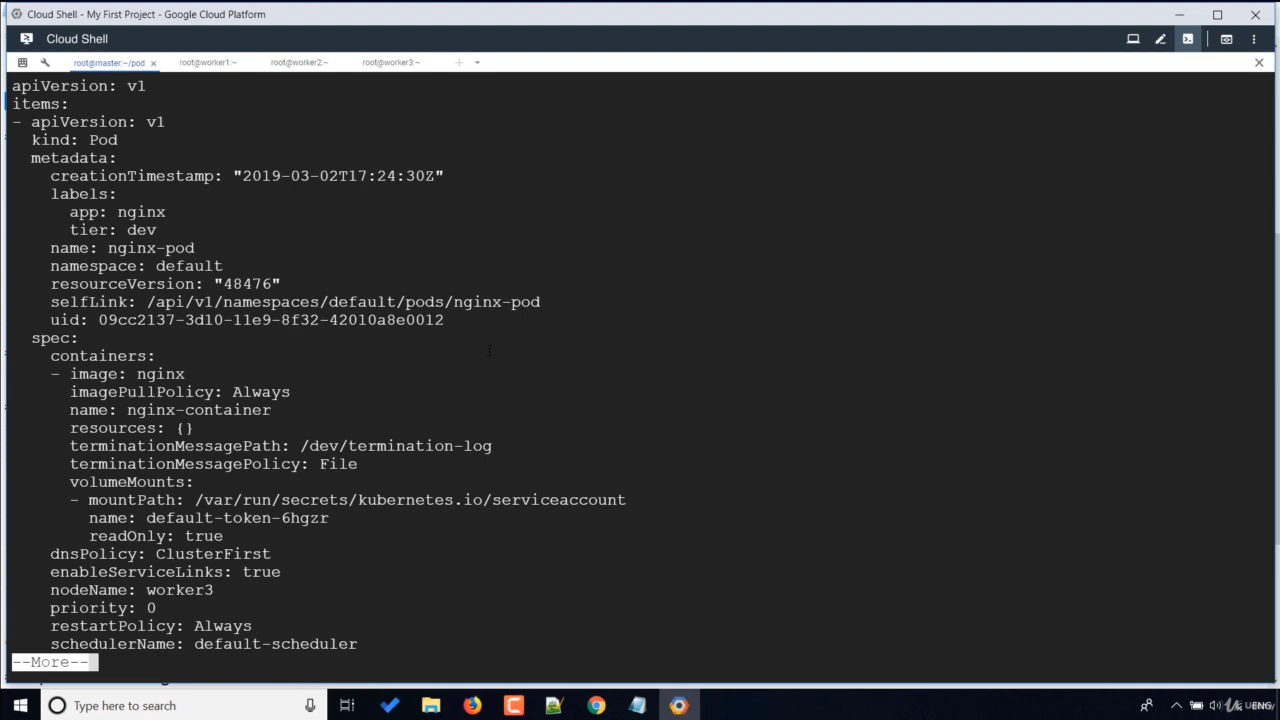 Cloud Shell - My First Project - Google Cloud Platform
Cloud Shell
root@master:~/pod
root@worker1:~
root@worker2:~
root@worker3:~
apiVersion: v1
items:
- apiVersion: v1
kind: Pod
metadata:
creationTimestamp: "2019-03-02T17:24:30Z"
labels:
app: nginx
tier: dev
name: nginx-pod
namespace: default
resourceVersion: "48476"
selfLink: /api/v1/namespaces/default/pods/nginx-pod
uid: 09cc2137-3d10-11e9-8f32-42010a8e0012
spec:
containers:
- image: nginx
imagePullPolicy: Always
name: nginx-container
resources: {}
terminationMessagePath: /dev/termination-log
terminationMessagePolicy: File
volumeMounts:
- mountPath: /var/run/secrets/kubernetes.io/serviceaccount
name: default-token-6hgzr
readOnly: true
dnsPolicy: ClusterFirst
enableServiceLinks: true
nodeName: worker3
priority: 0
restartPolicy: Always
schedulerName: default-scheduler
--More--
Type here to search
ENG